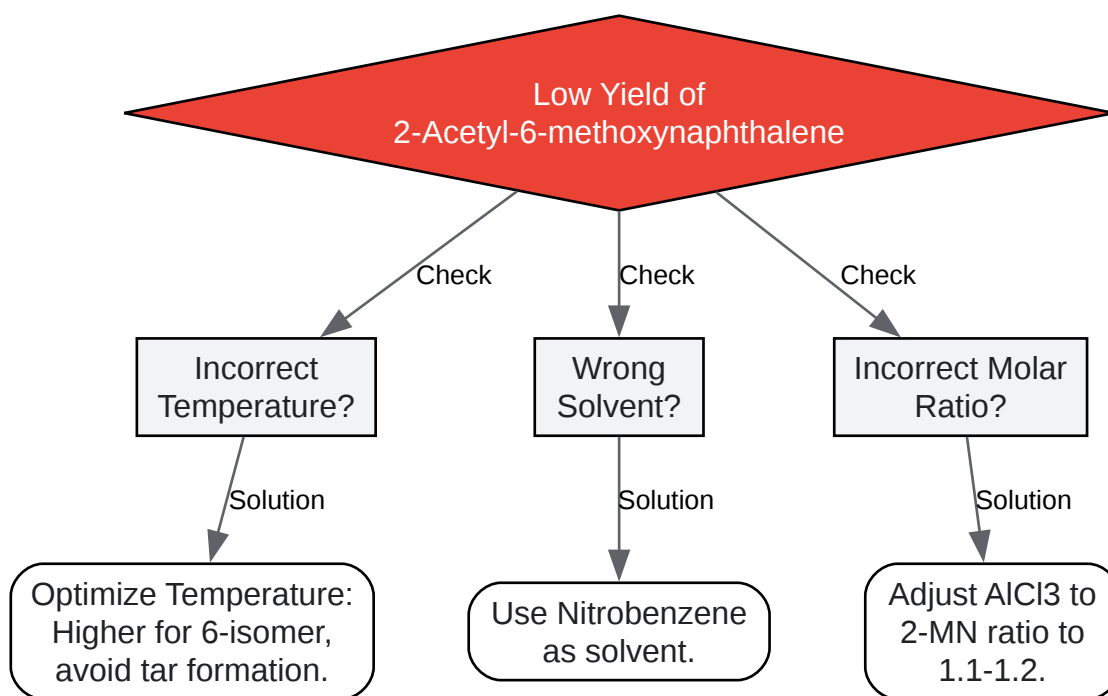 Low Yield of
2-Acetyl-6-methoxynaphthalene
Check
Check
Check
Incorrect
Temperature?
Wrong
Solvent?
Incorrect Molar
Ratio?
Solution
Solution
Solution
Optimize Temperature:
Higher for 6-isomer,
avoid tar formation.
Use Nitrobenzene
as solvent.
Adjust AlCl3 to
2-MN ratio to
1.1-1.2.